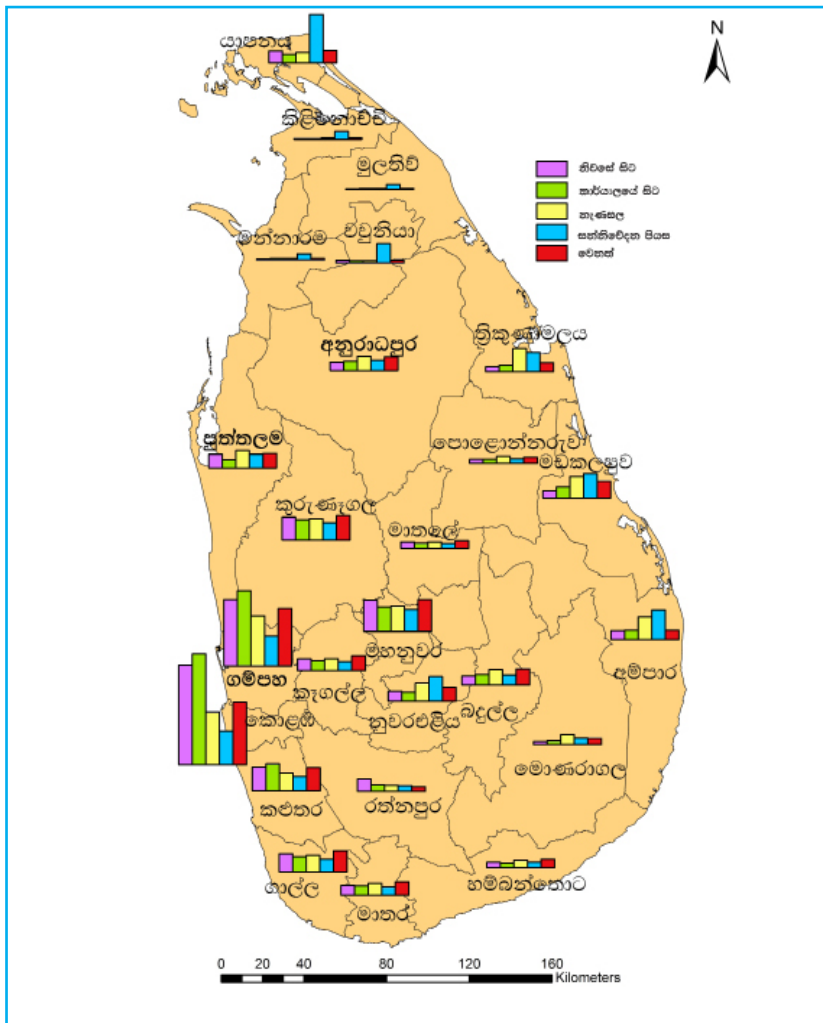 N
යාපනය
කිලිනොච්චි
මුලතිව්
මන්නාරම
වවුනියා
නිවසේ සිට
කාර්යාලයේ සිට
නැණසල
සන්නිවේදන පියස
වෙනත්
අනුරාධපුර
ත්‍රිකුණාමලය
පුත්තලම
පොළොන්නරුව
මඩකලපුව
කුරුණෑගල
මාතලේ
මහනුවර
ගම්පහ
කෑගල්ල
අම්පාර
කොළඹ
නුවරඑළිය
බදුල්ල
මොණරාගල
කළුතර
රත්නපුර
ගාල්ල
මාතර
හම්බන්තොට
0 20 40 80 120 160
Kilometers